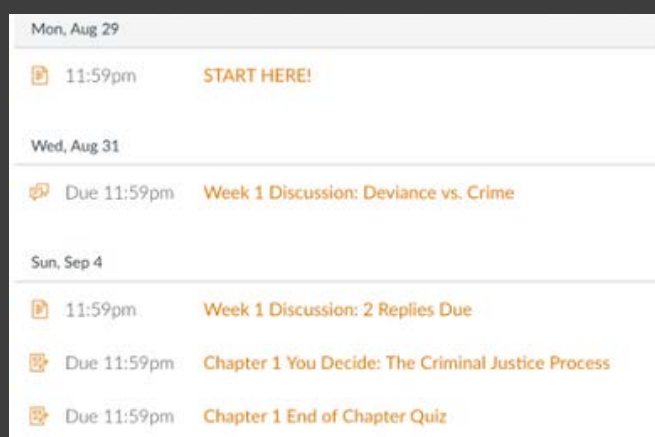 Mon, Aug 29
11:59pm START HERE!
Wed, Aug 31
Due 11:59pm Week 1 Discussion: Deviance vs. Crime
Sun, Sep 4
11:59pm Week 1 Discussion: 2 Replies Due
Due 11:59pm Chapter 1 You Decide: The Criminal Justice Process
Due 11:59pm Chapter 1 End of Chapter Quiz